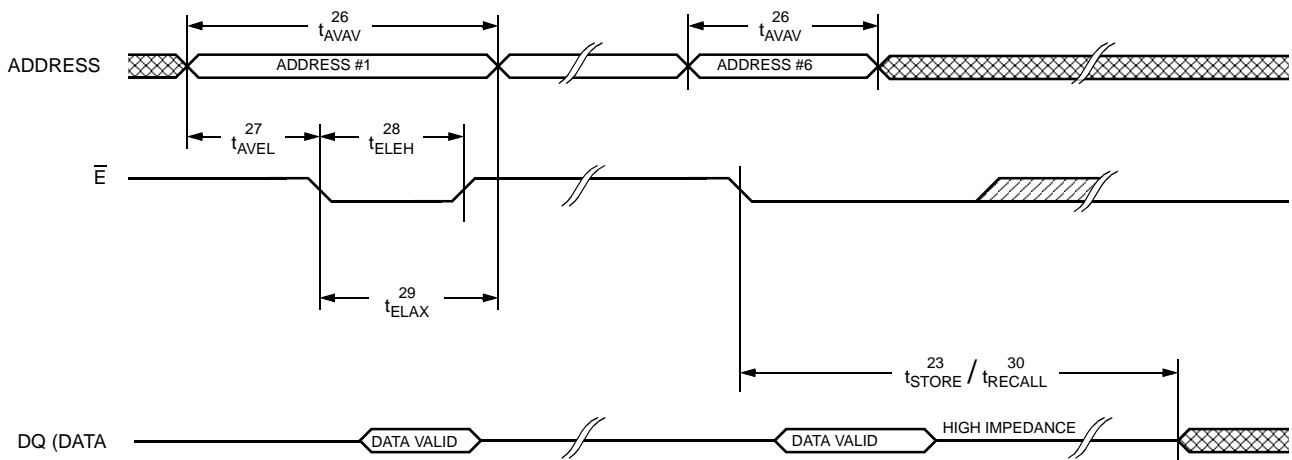 26
tAVAV
26
tAVAV
ADDRESS
ADDRESS #1
ADDRESS #6
27
tAVEL
28
tELEH
E
29
tELAX
23 30
tSTORE / tRECALL
DQ (DATA
DATA VALID
DATA VALID
HIGH IMPEDANCE